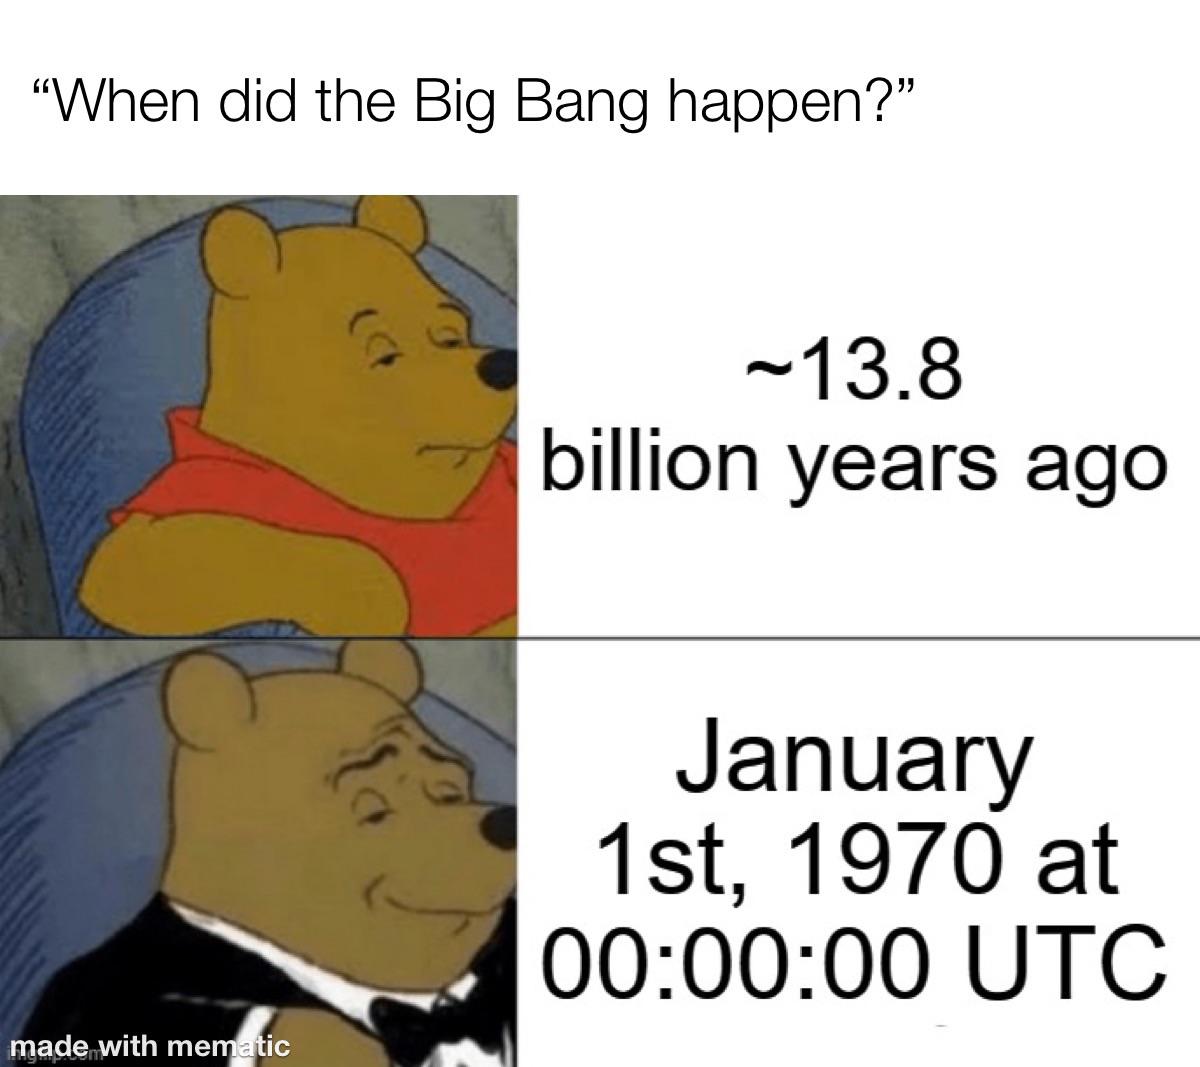 “When did the Big Bang happen?”
~13.8
billion years ago
January
1st, 1970 at
00:00:00 UTC
made with mematic